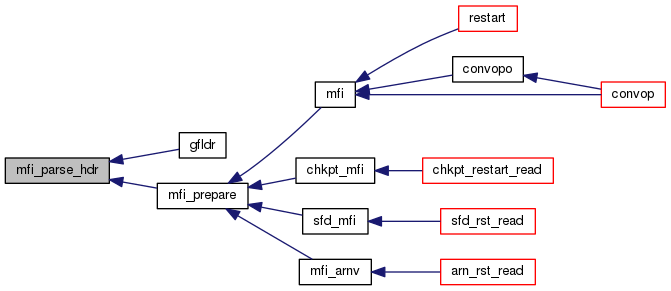 restart
convopo
mfi
convop
gfldr
mfi_parse_hdr
chkpt_mfi
chkpt_restart_read
mfi_prepare
sfd_mfi
sfd_rst_read
mfi_arnv
arn_rst_read